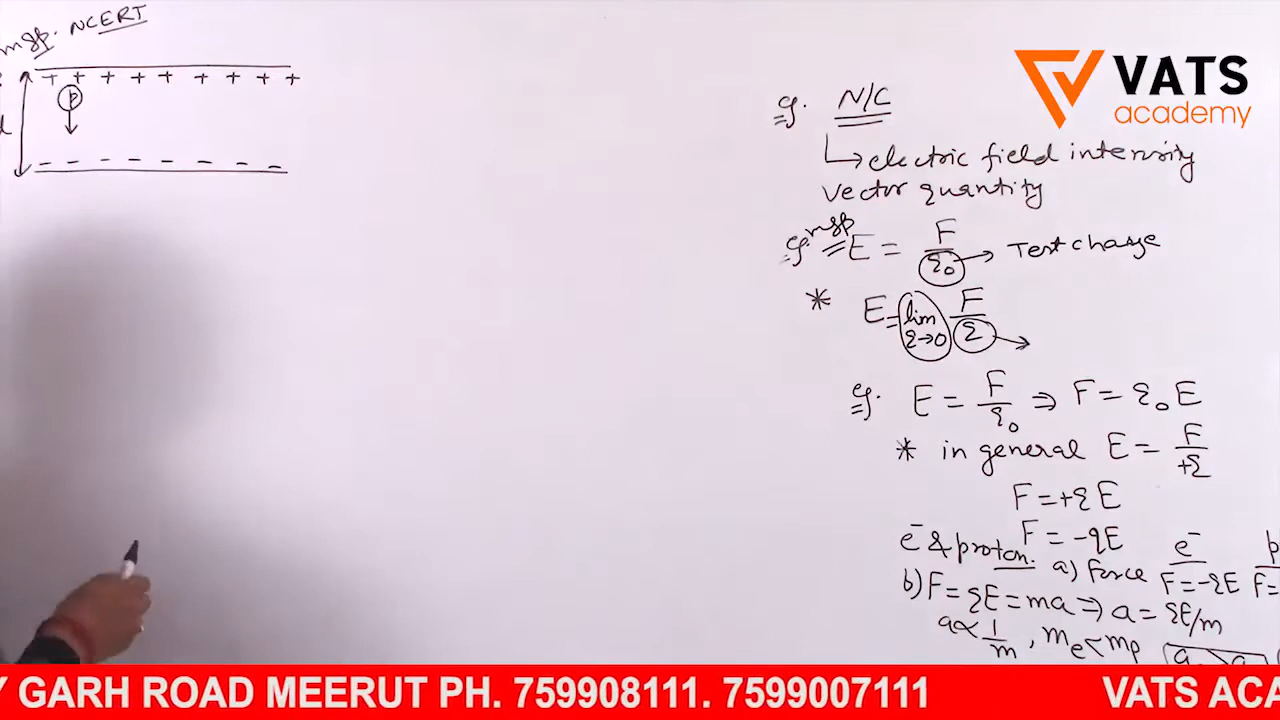 msp. NCERT
+ + + + + + + + +
d
p
- - - - - - - -
VATS
academy
eg. N/C
↳ electric field intensity
vector quantity
eg msp E = F/q₀ → Test charge
* E = lim q→0 F/q →
eg. E = F/q₀ ⇒ F = q₀E
* in general E = F/+q
F = +qE
F = -qE
e⁻ & proton. a) Force e⁻ F = -qE p F =
b) F = qE = ma ⇒ a = qE/m
a ∝ 1/m, mₑ < mp
GARH ROAD MEERUT PH. 759908111. 7599007111
VATS ACA